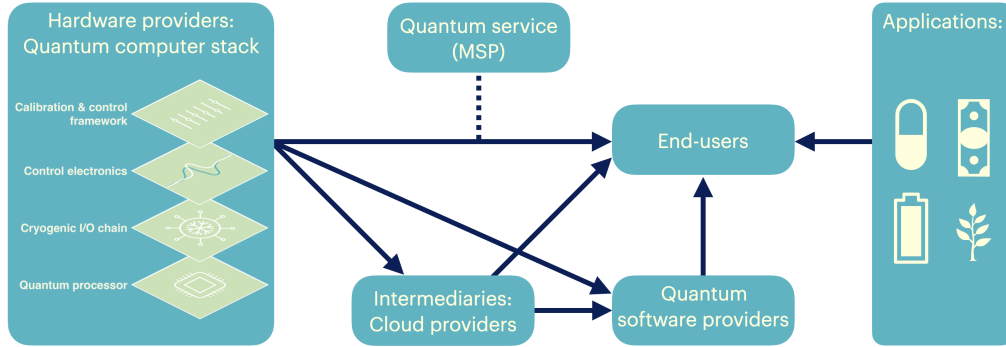 Hardware providers:
Quantum computer stack
Calibration & control
framework
Control electronics
Cryogenic I/O chain
Quantum processor
Quantum service
(MSP)
End-users
Intermediaries:
Cloud providers
Quantum
software providers
Applications: